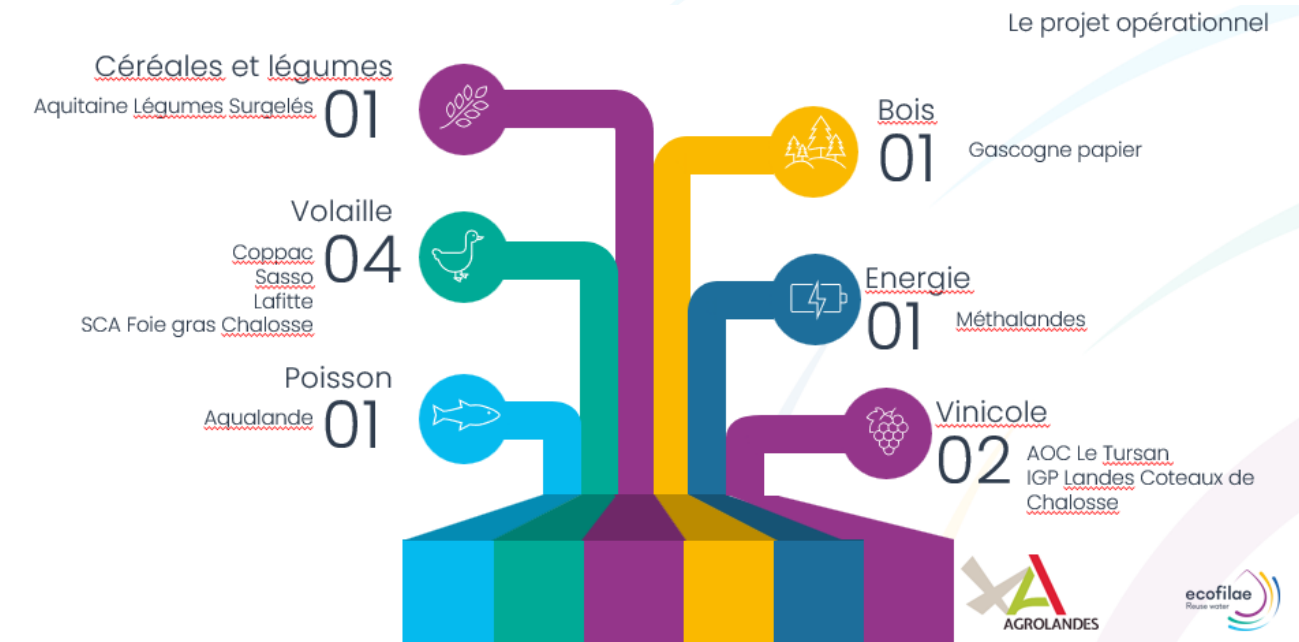 Le projet opérationnel
Céréales et légumes
01
Aquitaine Légumes Surgelés
Volaille
04
Coppac
Sasso
Lafitte
SCA Foie gras Chalosse
Poisson
01
Aqualande
Bois
01
Gascogne papier
Energie
01
Méthalandes
Vinicole
02
AOC Le Tursan
IGP Landes Coteaux de
Chalosse
AGROLANDES
ecofilae
Reuse water